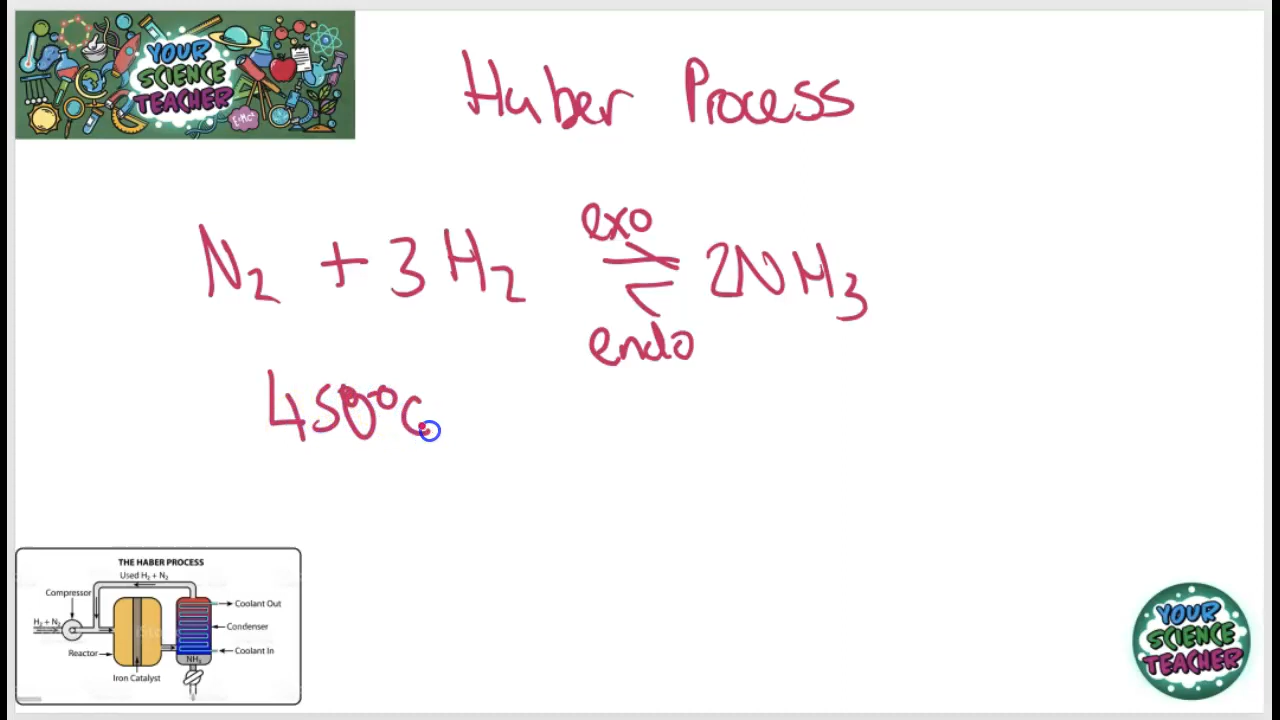 YOUR
SCIENCE
TEACHER
E=MC²
Haber Process
exo
N₂ + 3H₂ ⇌ 2NH₃
endo
450°C
THE HABER PROCESS
Used H₂ + N₂
Compressor
Coolant Out
H₂ + N₂
Condenser
Reactor
Coolant In
NH₃
Iron Catalyst
YOUR
SCIENCE
TEACHER